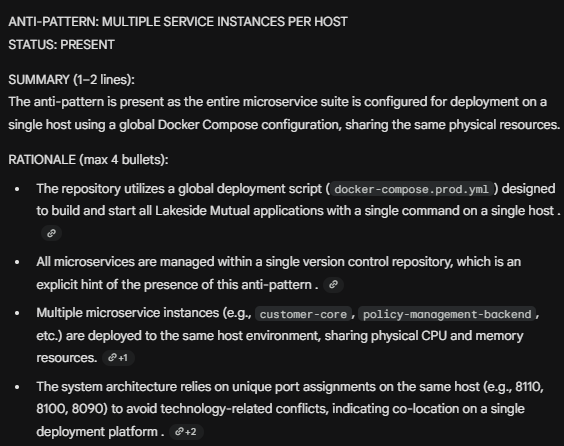 ANTI-PATTERN: MULTIPLE SERVICE INSTANCES PER HOST
STATUS: PRESENT
SUMMARY (1–2 lines):
The anti-pattern is present as the entire microservice suite is configured for deployment on a
single host using a global Docker Compose configuration, sharing the same physical resources.
RATIONALE (max 4 bullets):
• The repository utilizes a global deployment script ( docker-compose.prod.yml ) designed
to build and start all Lakeside Mutual applications with a single command on a single host .
• All microservices are managed within a single version control repository, which is an
explicit hint of the presence of this anti-pattern .
• Multiple microservice instances (e.g., customer-core , policy-management-backend ,
etc.) are deployed to the same host environment, sharing physical CPU and memory
resources. +1
• The system architecture relies on unique port assignments on the same host (e.g., 8110,
8100, 8090) to avoid technology-related conflicts, indicating co-location on a single
deployment platform . +2